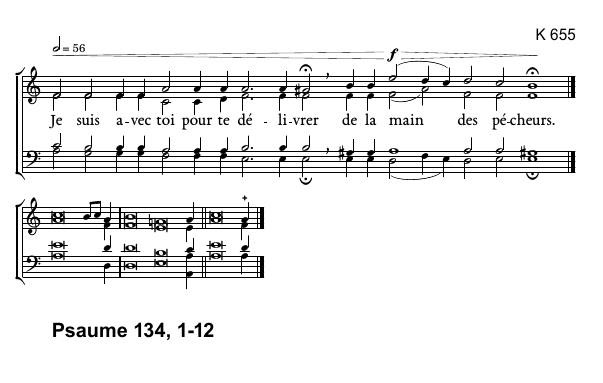 K 655
𝅗𝅥 = 56
f
Je suis a-vec toi pour te dé - li-vrer de la main des pé-cheurs.
Psaume 134, 1-12